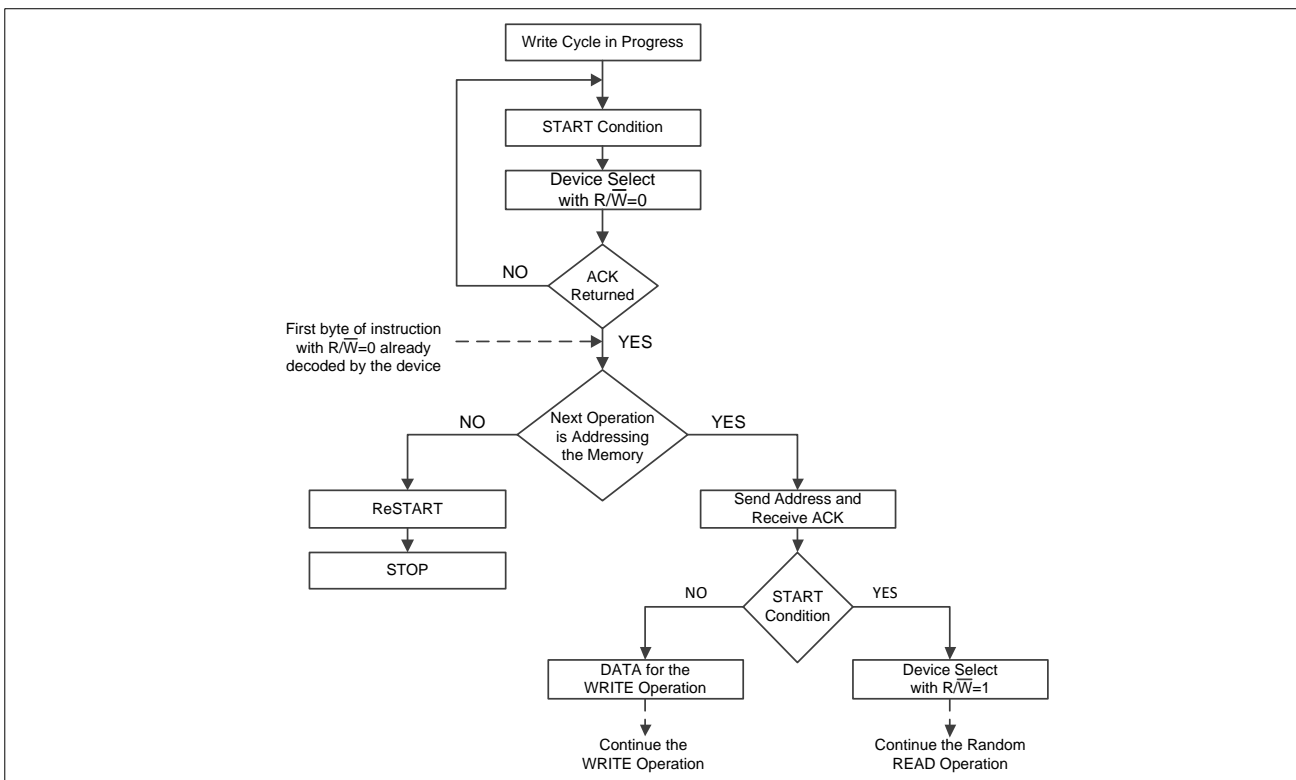 Write Cycle in Progress
START Condition
Device Select
with R/W̅=0
NO
ACK
Returned
First byte of instruction
with R/W̅=0 already
decoded by the device
YES
NO
Next Operation
is Addressing
the Memory
YES
ReSTART
STOP
Send Address and
Receive ACK
NO
START
Condition
YES
DATA for the
WRITE Operation
Device Select
with R/W̅=1
Continue the
WRITE Operation
Continue the Random
READ Operation